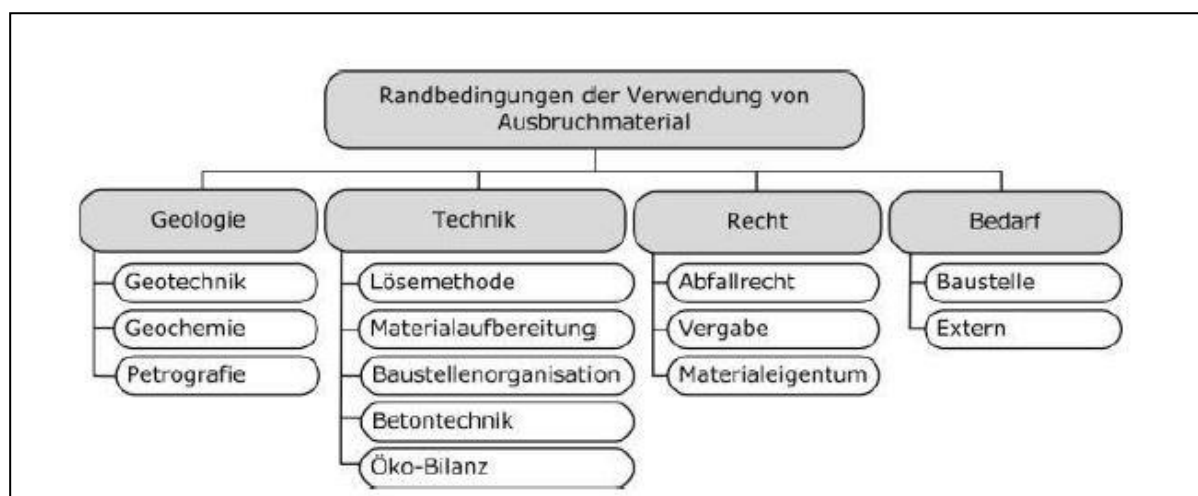 Randbedingungen der Verwendung von
Ausbruchmaterial
Geologie
Geotechnik
Geochemie
Petrografie
Technik
Lösemethode
Materialaufbereitung
Baustellenorganisation
Betontechnik
Öko-Bilanz
Recht
Abfallrecht
Vergabe
Materialeigentum
Bedarf
Baustelle
Extern